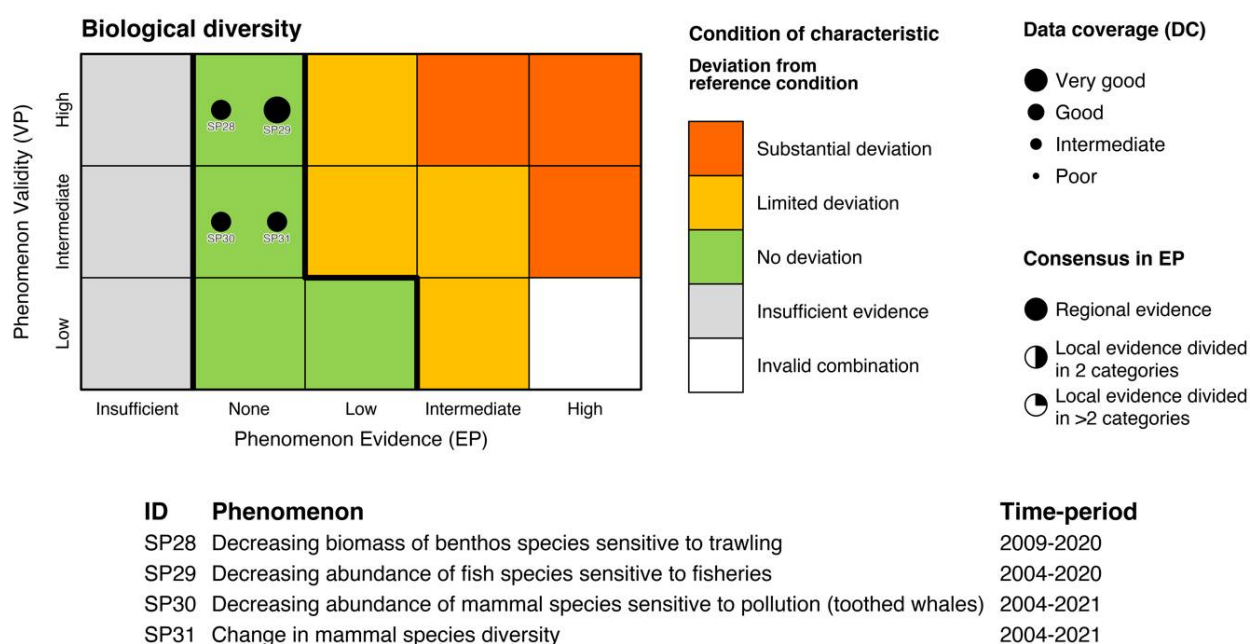 Biological diversity
Phenomenon Validity (VP)
High
Intermediate
Low
SP28
SP29
SP30
SP31
Insufficient
None
Low
Intermediate
High
Phenomenon Evidence (EP)
Condition of characteristic
Deviation from
reference condition
Substantial deviation
Limited deviation
No deviation
Insufficient evidence
Invalid combination
Data coverage (DC)
Very good
Good
Intermediate
Poor
Consensus in EP
Regional evidence
Local evidence divided
in 2 categories
Local evidence divided
in >2 categories
ID Phenomenon Time-period
SP28 Decreasing biomass of benthos species sensitive to trawling 2009-2020
SP29 Decreasing abundance of fish species sensitive to fisheries 2004-2020
SP30 Decreasing abundance of mammal species sensitive to pollution (toothed whales) 2004-2021
SP31 Change in mammal species diversity 2004-2021